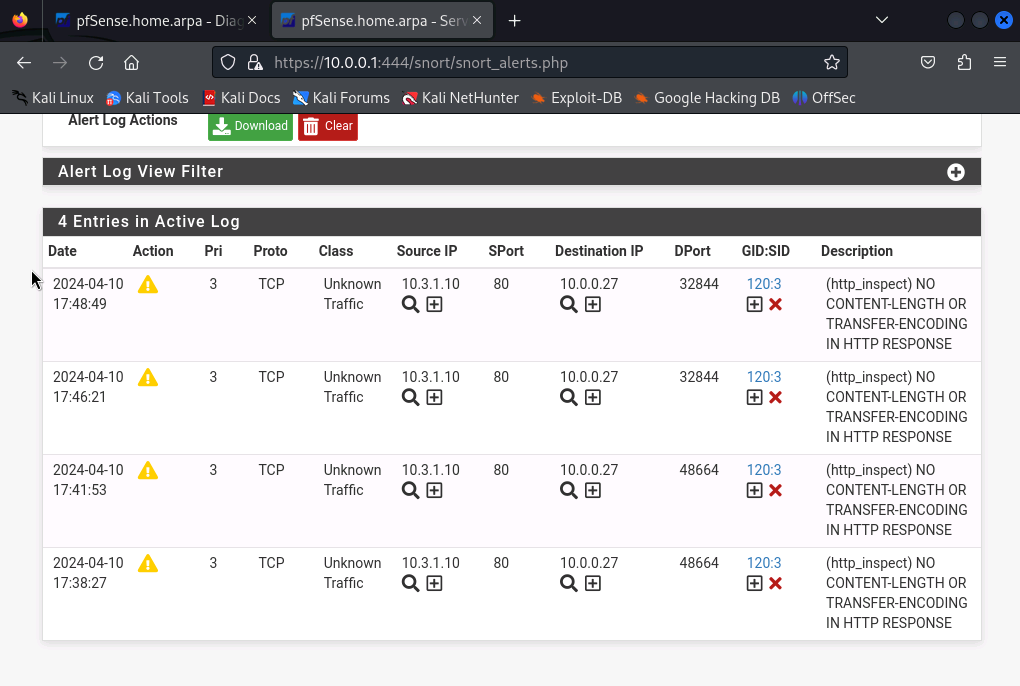 pfSense.home.arpa - Diag
pfSense.home.arpa - Serv
https://10.0.0.1:444/snort/snort_alerts.php
Kali Linux Kali Tools Kali Docs Kali Forums Kali NetHunter Exploit-DB Google Hacking DB OffSec
Alert Log Actions Download Clear
Alert Log View Filter
4 Entries in Active Log
Date Action Pri Proto Class Source IP SPort Destination IP DPort GID:SID Description
2024-04-10 3 TCP Unknown 10.3.1.10 80 10.0.0.27 32844 120:3 (http_inspect) NO
17:48:49 Traffic CONTENT-LENGTH OR
TRANSFER-ENCODING
IN HTTP RESPONSE
2024-04-10 3 TCP Unknown 10.3.1.10 80 10.0.0.27 32844 120:3 (http_inspect) NO
17:46:21 Traffic CONTENT-LENGTH OR
TRANSFER-ENCODING
IN HTTP RESPONSE
2024-04-10 3 TCP Unknown 10.3.1.10 80 10.0.0.27 48664 120:3 (http_inspect) NO
17:41:53 Traffic CONTENT-LENGTH OR
TRANSFER-ENCODING
IN HTTP RESPONSE
2024-04-10 3 TCP Unknown 10.3.1.10 80 10.0.0.27 48664 120:3 (http_inspect) NO
17:38:27 Traffic CONTENT-LENGTH OR
TRANSFER-ENCODING
IN HTTP RESPONSE